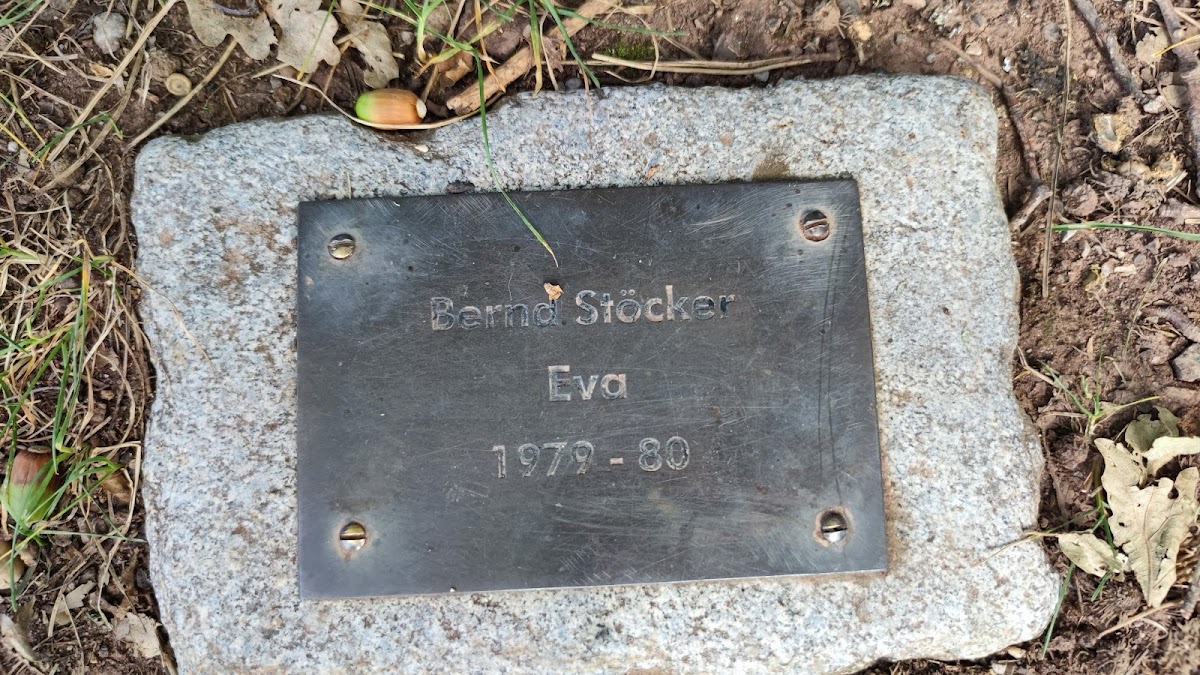 Bernd Stöcker
Eva
1979 - 80